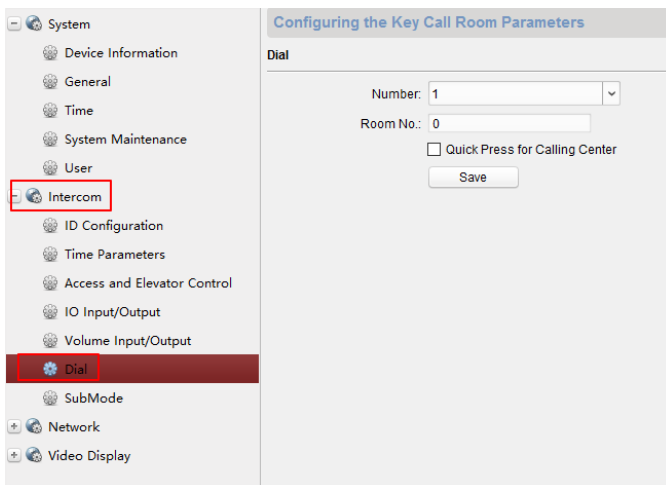 System
Device Information
General
Time
System Maintenance
User
Intercom
ID Configuration
Time Parameters
Access and Elevator Control
IO Input/Output
Volume Input/Output
Dial
SubMode
Network
Video Display
Configuring the Key Call Room Parameters
Dial
Number: 1
Room No.: 0
Quick Press for Calling Center
Save